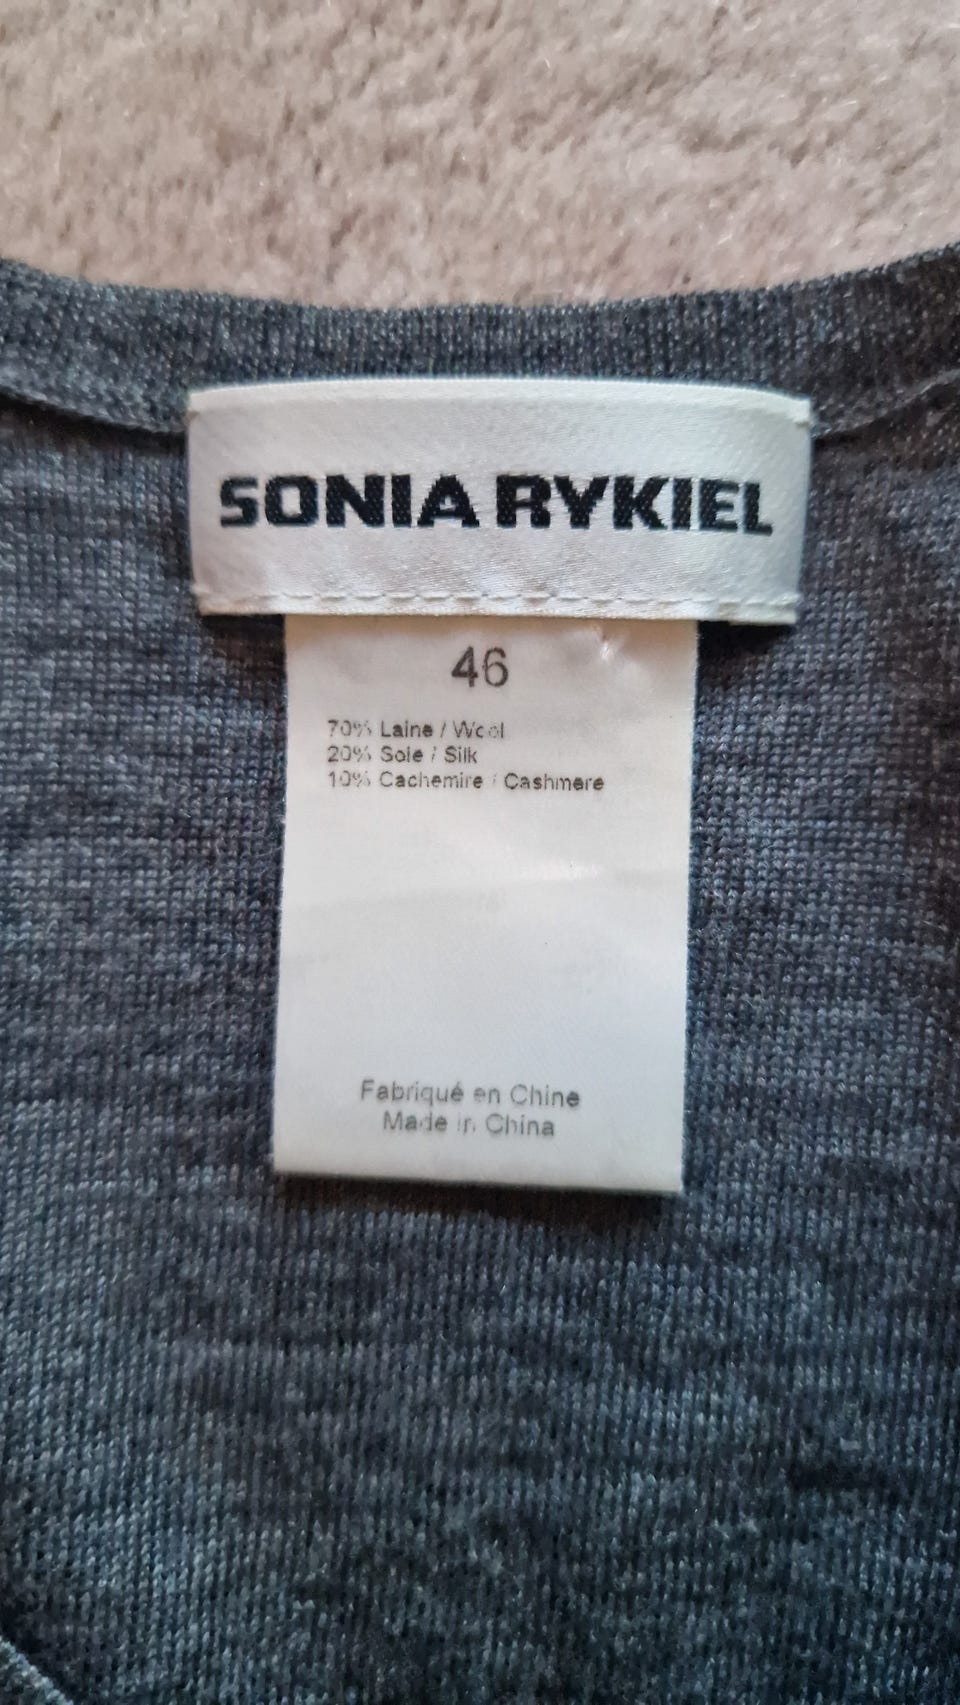 SONIA RYKIEL
46
70% Laine / Wool
20% Soie / Silk
10% Cachemire / Cashmere
Fabriqué en Chine
Made in China